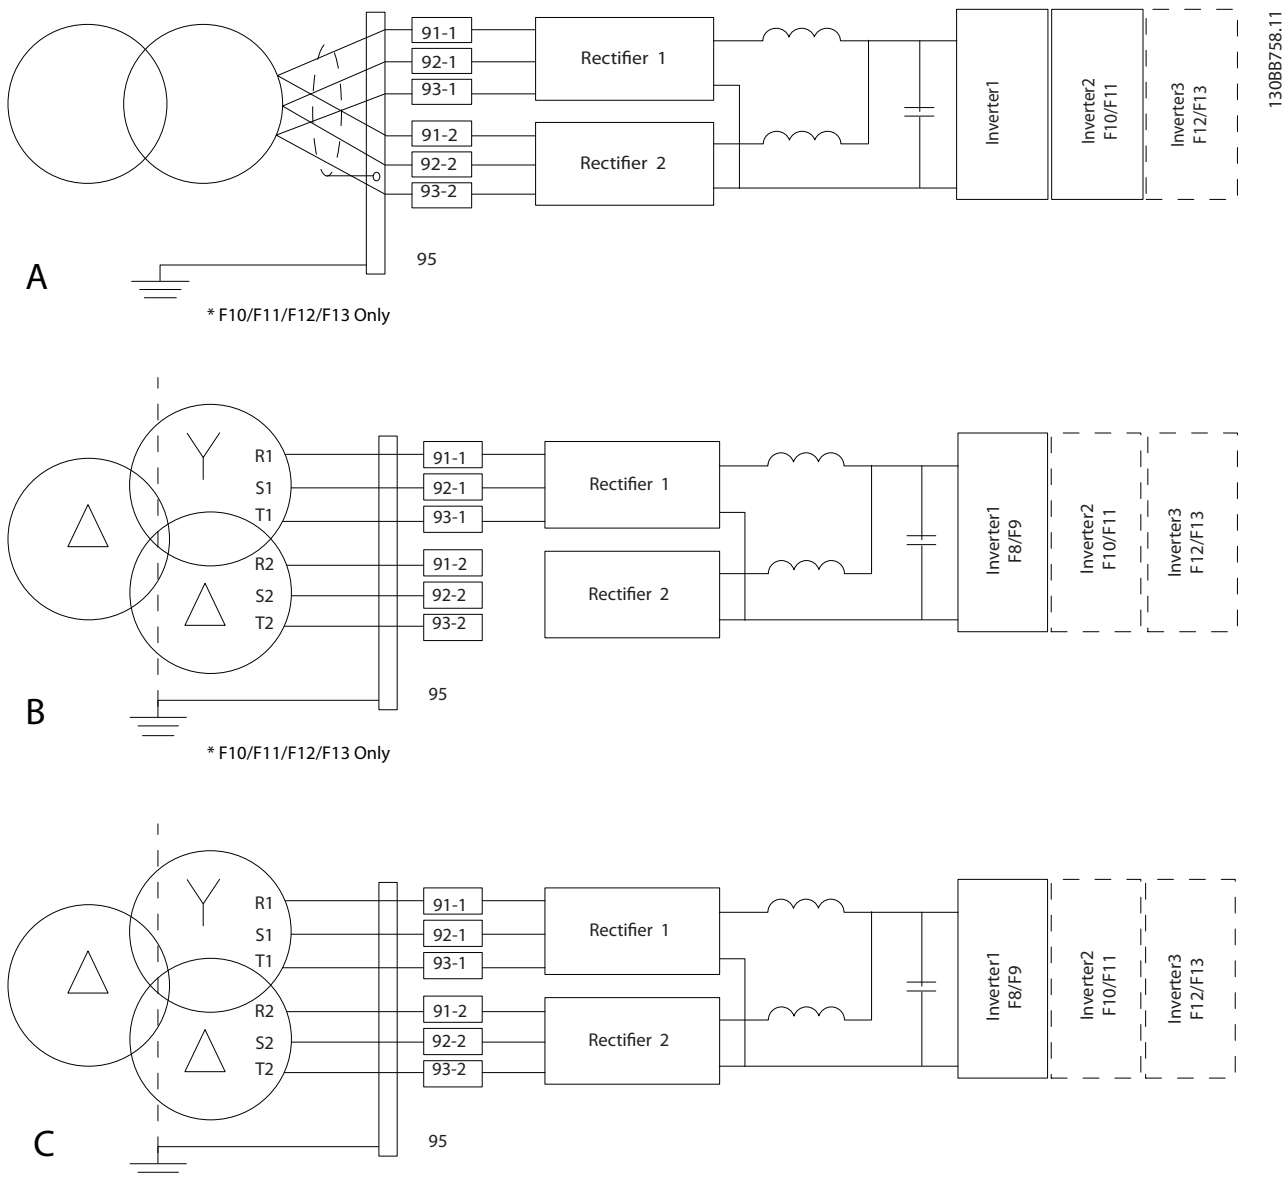 130BB758.11
91-1
92-1
93-1
91-2
92-2
93-2
Rectifier 1
Rectifier 2
Inverter1
Inverter2
F10/F11
Inverter3
F12/F13
95
A
* F10/F11/F12/F13 Only
R1
S1
T1
R2
S2
T2
91-1
92-1
93-1
91-2
92-2
93-2
Rectifier 1
Rectifier 2
Inverter1
F8/F9
Inverter2
F10/F11
Inverter3
F12/F13
95
B
* F10/F11/F12/F13 Only
R1
S1
T1
R2
S2
T2
91-1
92-1
93-1
91-2
92-2
93-2
Rectifier 1
Rectifier 2
Inverter1
F8/F9
Inverter2
F10/F11
Inverter3
F12/F13
95
C